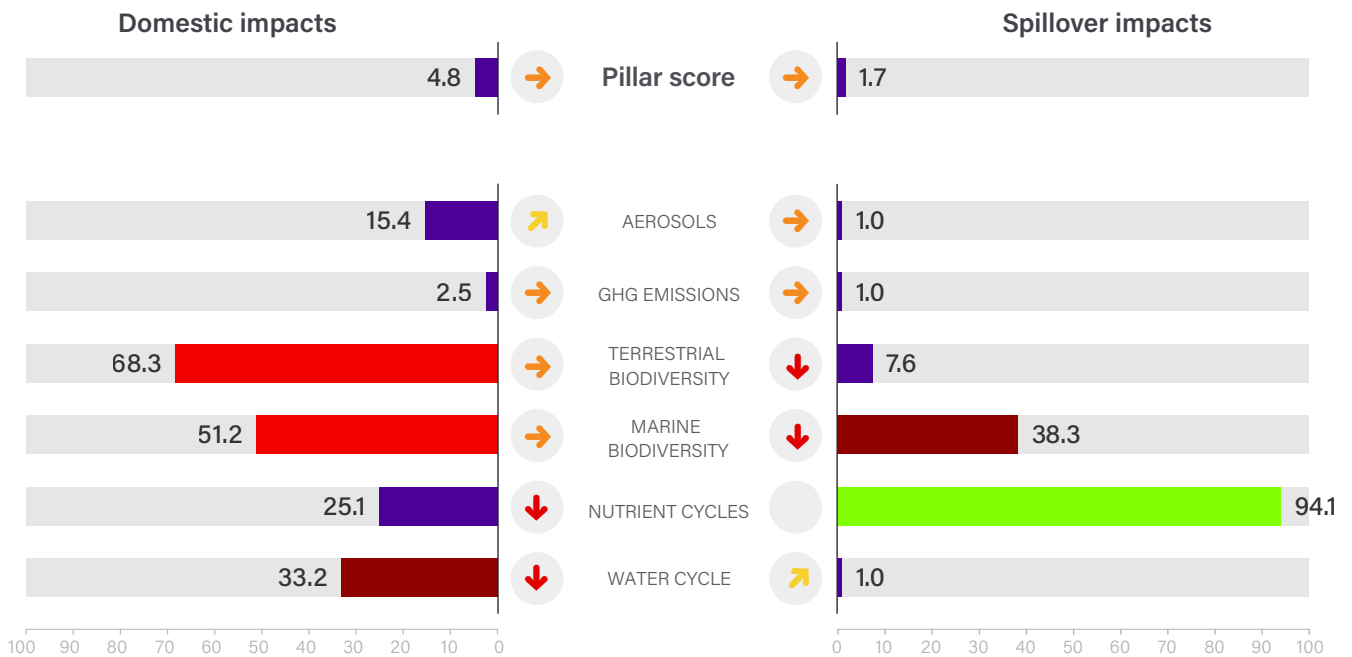 Domestic impacts
Spillover impacts
4.8
Pillar score
1.7
15.4
AEROSOLS
1.0
2.5
GHG EMISSIONS
1.0
68.3
TERRESTRIAL
BIODIVERSITY
7.6
51.2
MARINE
BIODIVERSITY
38.3
25.1
NUTRIENT CYCLES
94.1
33.2
WATER CYCLE
1.0
100 90 80 70 60 50 40 30 20 10 0
0 10 20 30 40 50 60 70 80 90 100